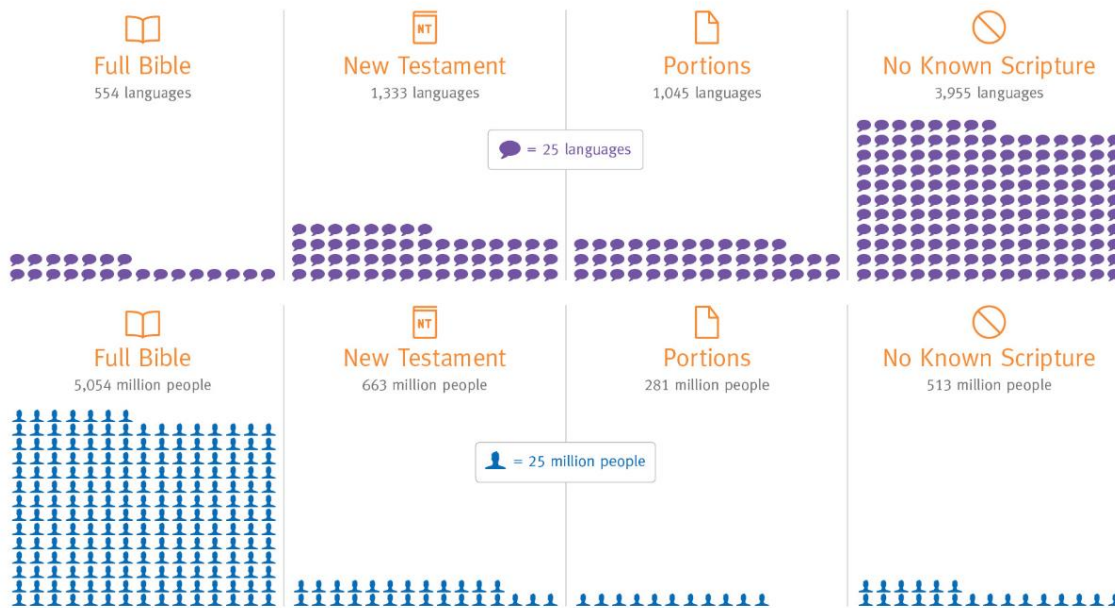 Full Bible
554 languages
NT
New Testament
1,333 languages
Portions
1,045 languages
No Known Scripture
3,955 languages
= 25 languages
Full Bible
5,054 million people
NT
New Testament
663 million people
Portions
281 million people
No Known Scripture
513 million people
= 25 million people